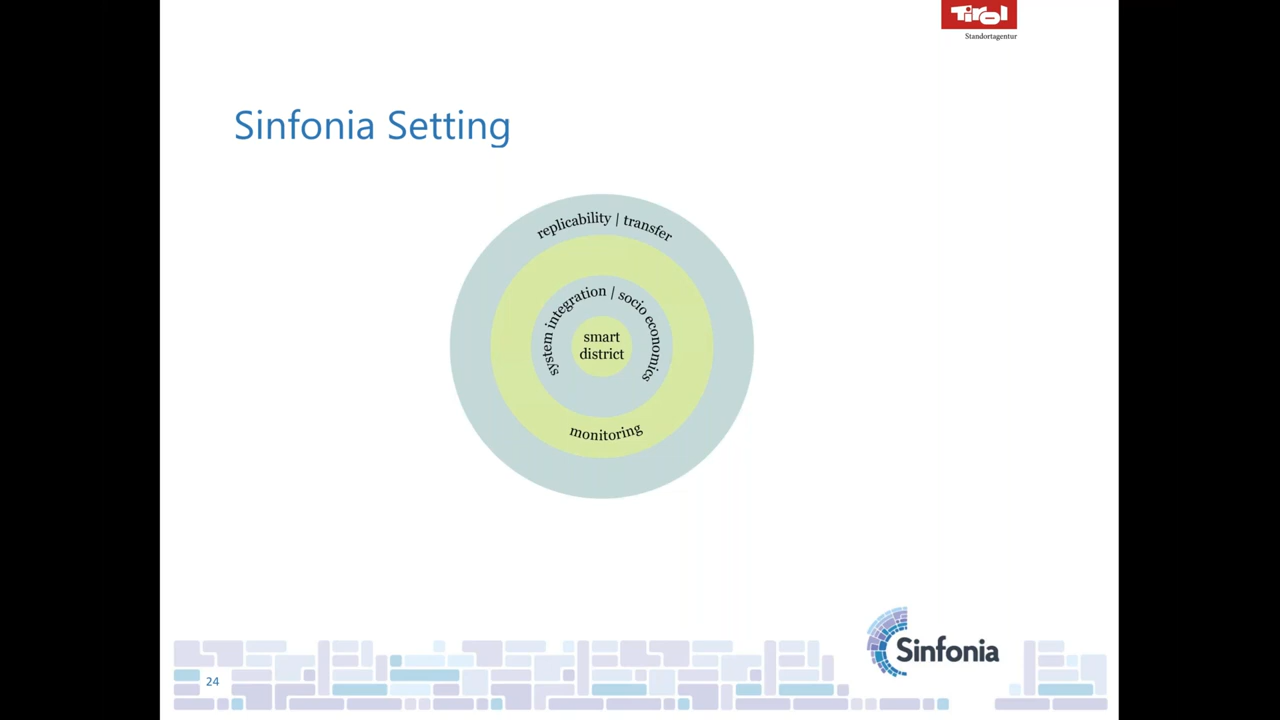 Tirol
Standortagentur
Sinfonia Setting
replicability | transfer
system integration | socio economics
smart
district
monitoring
Sinfonia
24